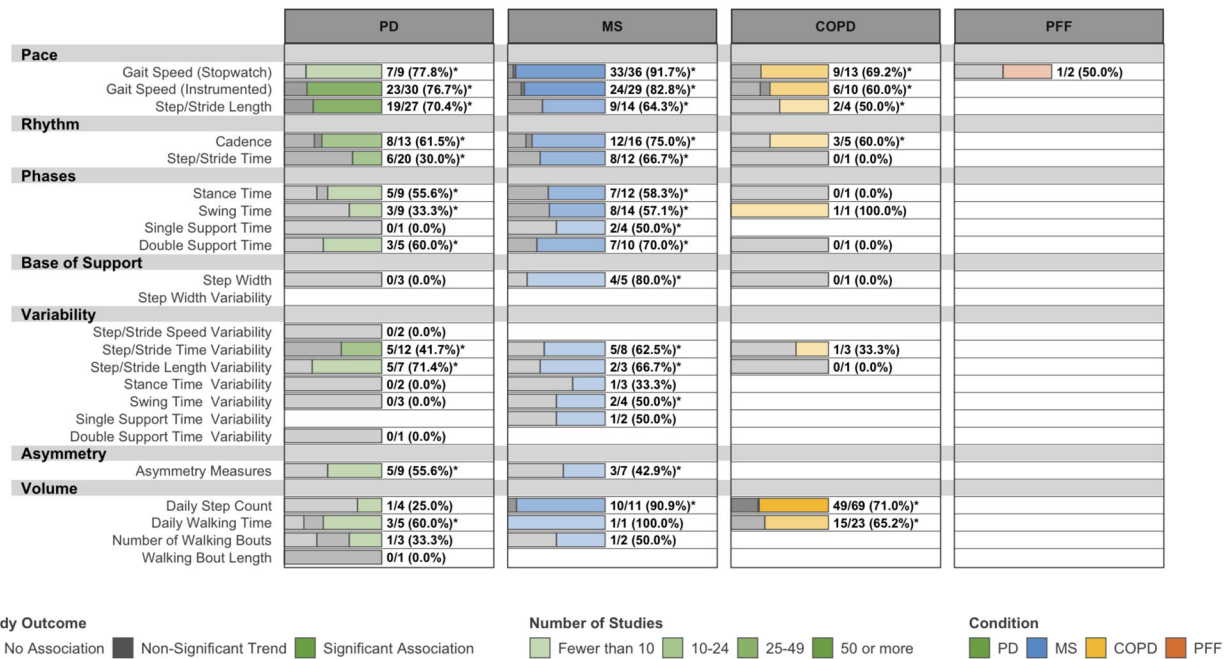 PD MS COPD PFF
Pace
Gait Speed (Stopwatch) 7/9 (77.8%)* 33/36 (91.7%)* 9/13 (69.2%)* 1/2 (50.0%)
Gait Speed (Instrumented) 23/30 (76.7%)* 24/29 (82.8%)* 6/10 (60.0%)*
Step/Stride Length 19/27 (70.4%)* 9/14 (64.3%)* 2/4 (50.0%)*
Rhythm
Cadence 8/13 (61.5%)* 12/16 (75.0%)* 3/5 (60.0%)*
Step/Stride Time 6/20 (30.0%)* 8/12 (66.7%)* 0/1 (0.0%)
Phases
Stance Time 5/9 (55.6%)* 7/12 (58.3%)* 0/1 (0.0%)
Swing Time 3/9 (33.3%)* 8/14 (57.1%)* 1/1 (100.0%)
Single Support Time 0/1 (0.0%) 2/4 (50.0%)*
Double Support Time 3/5 (60.0%)* 7/10 (70.0%)* 0/1 (0.0%)
Base of Support
Step Width 0/3 (0.0%) 4/5 (80.0%)* 0/1 (0.0%)
Step Width Variability
Variability
Step/Stride Speed Variability 0/2 (0.0%)
Step/Stride Time Variability 5/12 (41.7%)* 5/8 (62.5%)* 1/3 (33.3%)
Step/Stride Length Variability 5/7 (71.4%)* 2/3 (66.7%)* 0/1 (0.0%)
Stance Time Variability 0/2 (0.0%) 1/3 (33.3%)
Swing Time Variability 0/3 (0.0%) 2/4 (50.0%)*
Single Support Time Variability 1/2 (50.0%)
Double Support Time Variability 0/1 (0.0%)
Asymmetry
Asymmetry Measures 5/9 (55.6%)* 3/7 (42.9%)*
Volume
Daily Step Count 1/4 (25.0%) 10/11 (90.9%)* 49/69 (71.0%)*
Daily Walking Time 3/5 (60.0%)* 1/1 (100.0%) 15/23 (65.2%)*
Number of Walking Bouts 1/3 (33.3%) 1/2 (50.0%)
Walking Bout Length 0/1 (0.0%)
dy Outcome Number of Studies Condition
No Association Non-Significant Trend Significant Association Fewer than 10 10-24 25-49 50 or more PD MS COPD PFF